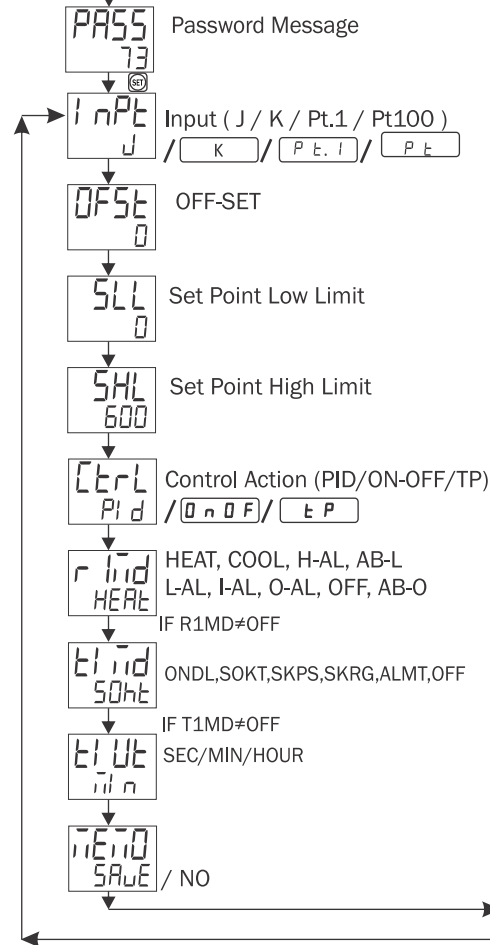 PASS
73
Password Message
SET
InPt
J
Input ( J / K / Pt.1 / Pt100 )
/ K / Pt.1 / Pt
OFSt
0
OFF-SET
SLL
0
Set Point Low Limit
SHL
600
Set Point High Limit
CtrL
PId
Control Action (PID/ON-OFF/TP)
/ OnOF / tP
r1md
HEAt
HEAT, COOL, H-AL, AB-L
L-AL, I-AL, O-AL, OFF, AB-O
IF R1MD≠OFF
t1md
SOht
ONDL,SOKT,SKPS,SKRG,ALMT,OFF
IF T1MD≠OFF
t1Ut
min
SEC/MIN/HOUR
mEmO
SAvE / NO